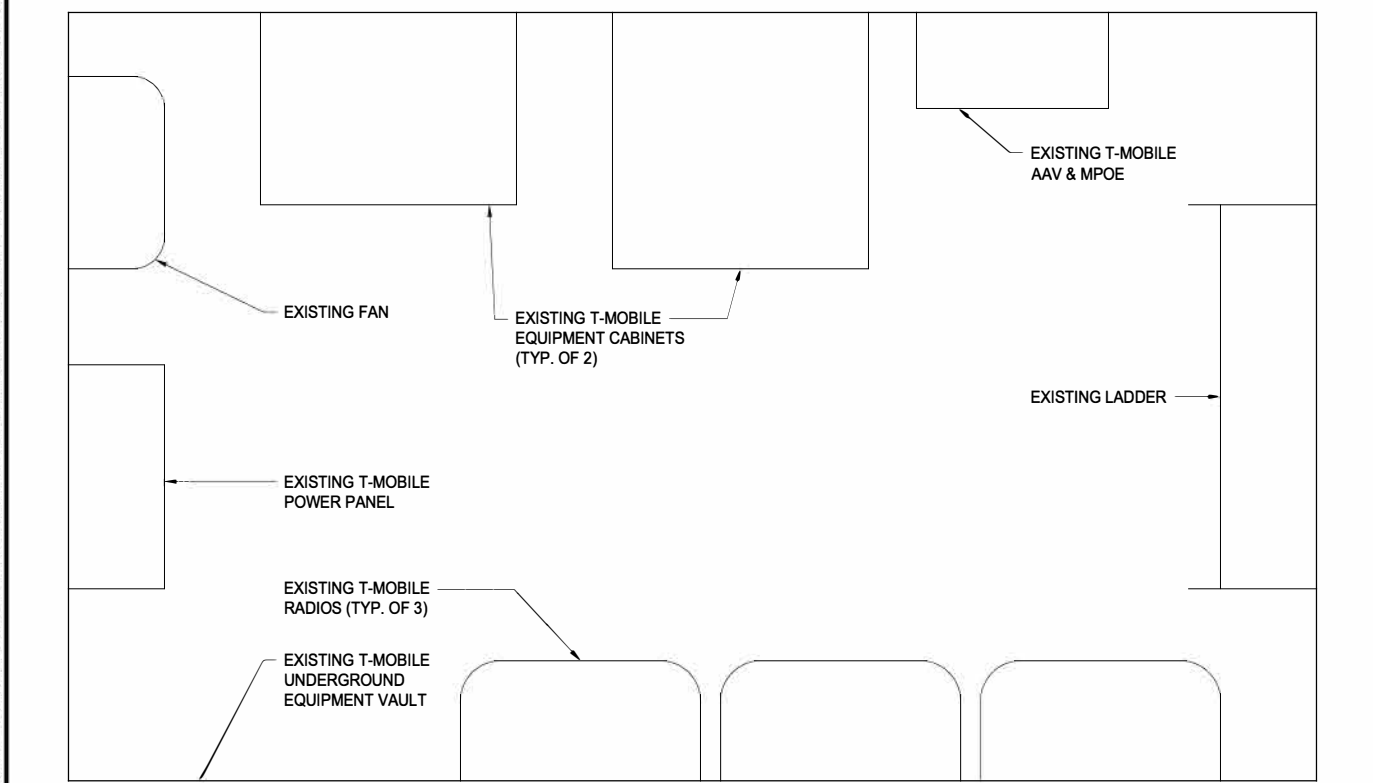 EXISTING T-MOBILE
AAV & MPOE
EXISTING FAN
EXISTING T-MOBILE
EQUIPMENT CABINETS
(TYP. OF 2)
EXISTING LADDER
EXISTING T-MOBILE
POWER PANEL
EXISTING T-MOBILE
RADIOS (TYP. OF 3)
EXISTING T-MOBILE
UNDERGROUND
EQUIPMENT VAULT